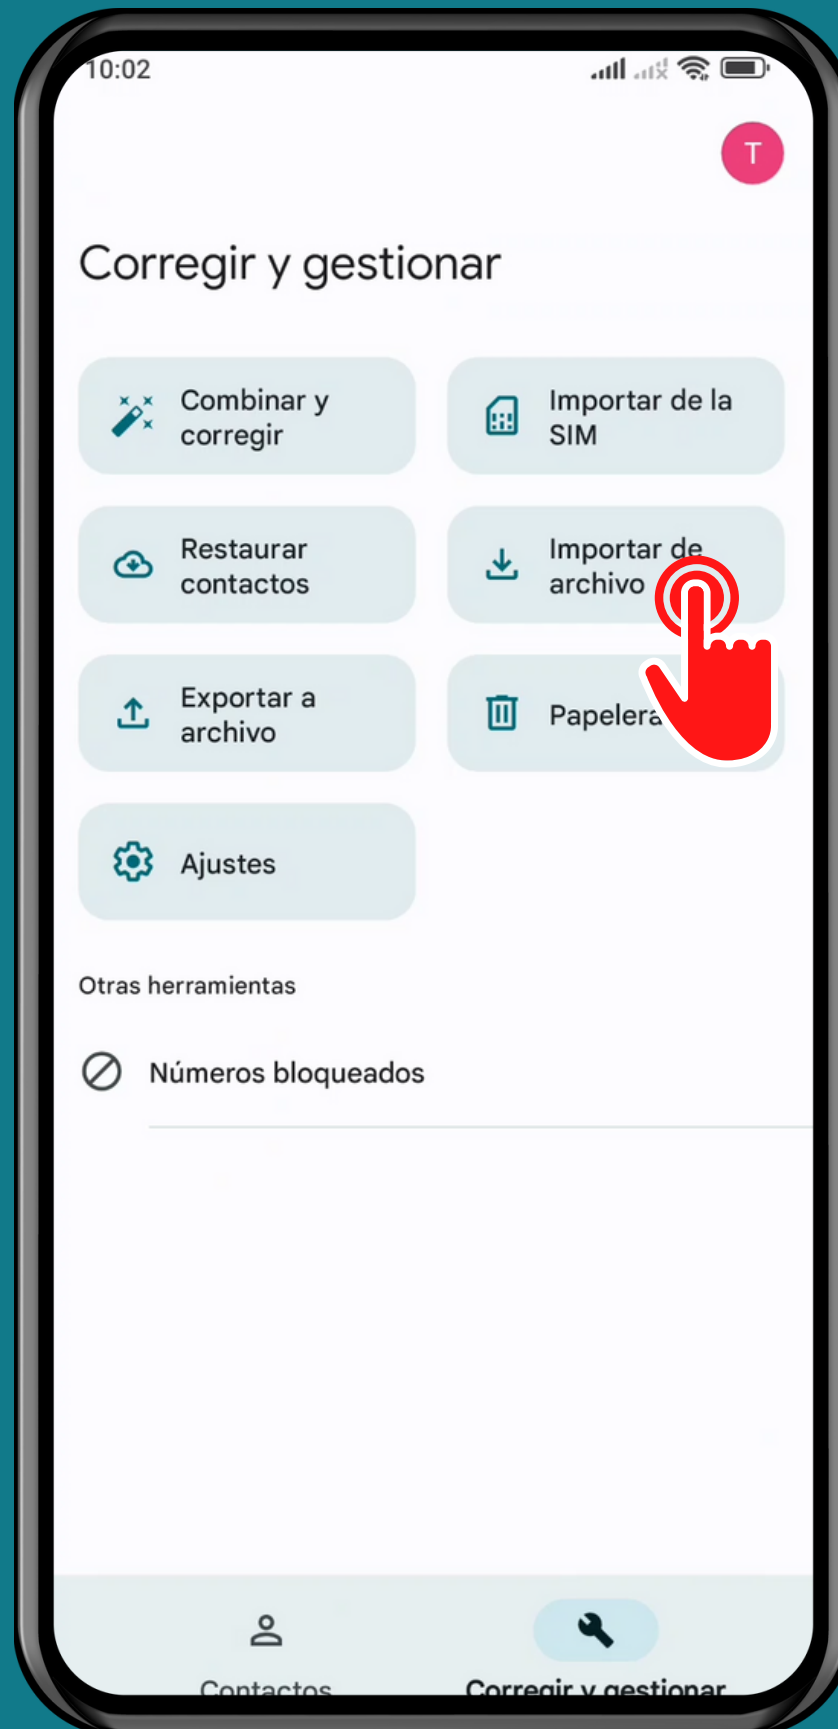 10:02
T
Corregir y gestionar
Combinar y
corregir
Importar de la
SIM
Restaurar
contactos
Importar de
archivo
Exportar a
archivo
Papelera
Ajustes
Otras herramientas
Números bloqueados
Contactos
Corregir y gestionar